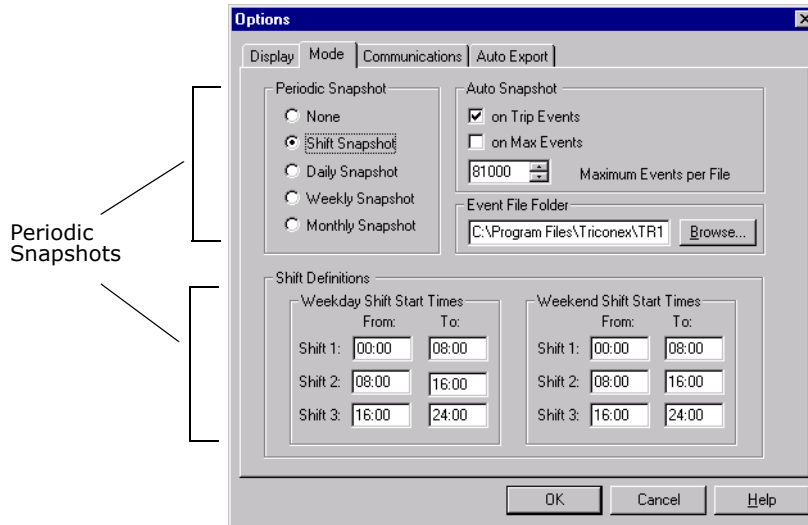 Options
Display Mode Communications Auto Export
Periodic Snapshot
None
Shift Snapshot
Daily Snapshot
Weekly Snapshot
Monthly Snapshot
Auto Snapshot
on Trip Events
on Max Events
81000 Maximum Events per File
Event File Folder
C:\Program Files\Triconex\TR1 Browse...
Periodic
Snapshots
Shift Definitions
Weekday Shift Start Times
From: To:
Shift 1: 00:00 08:00
Shift 2: 08:00 16:00
Shift 3: 16:00 24:00
Weekend Shift Start Times
From: To:
Shift 1: 00:00 08:00
Shift 2: 08:00 16:00
Shift 3: 16:00 24:00
OK Cancel Help